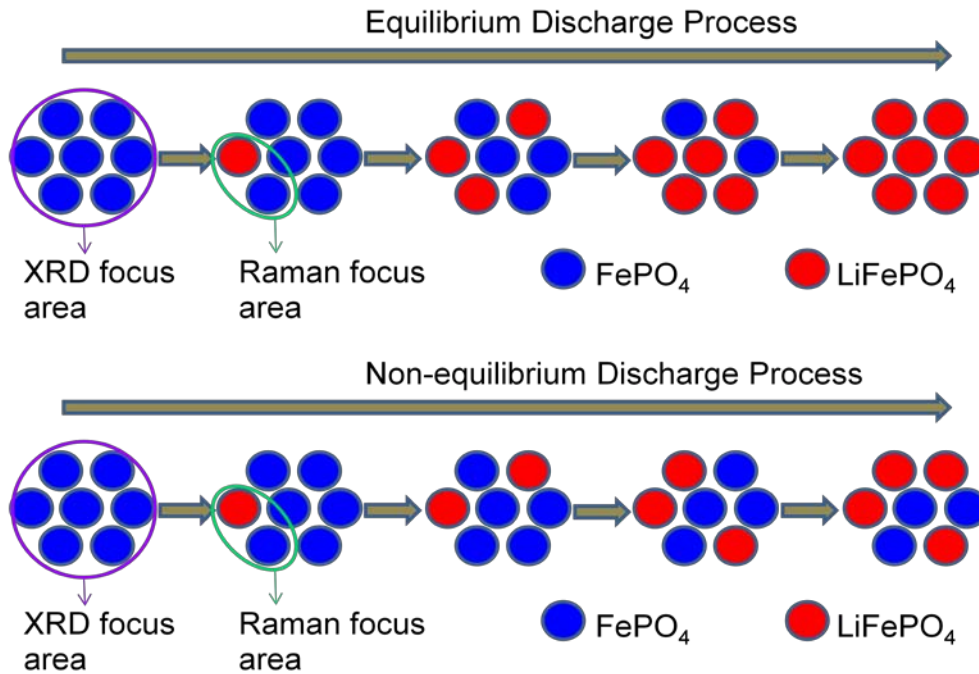 Equilibrium Discharge Process
XRD focus
area
Raman focus
area
FePO₄
LiFePO₄
Non-equilibrium Discharge Process
XRD focus
area
Raman focus
area
FePO₄
LiFePO₄